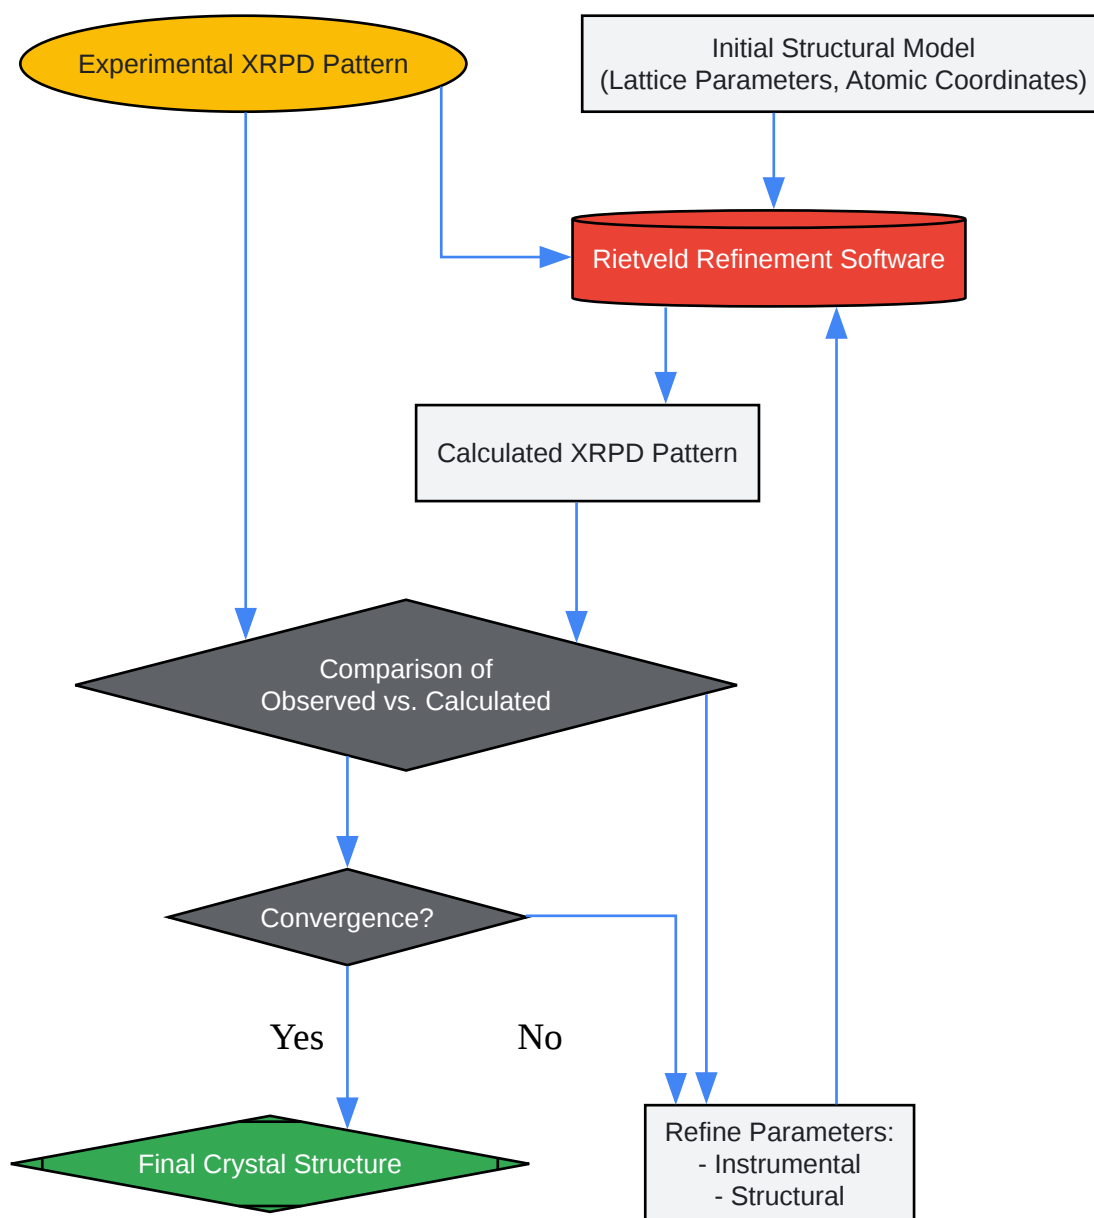 Experimental XRPD Pattern
Initial Structural Model
(Lattice Parameters, Atomic Coordinates)
Rietveld Refinement Software
Calculated XRPD Pattern
Comparison of
Observed vs. Calculated
Convergence?
Yes
No
Final Crystal Structure
Refine Parameters:
- Instrumental
- Structural